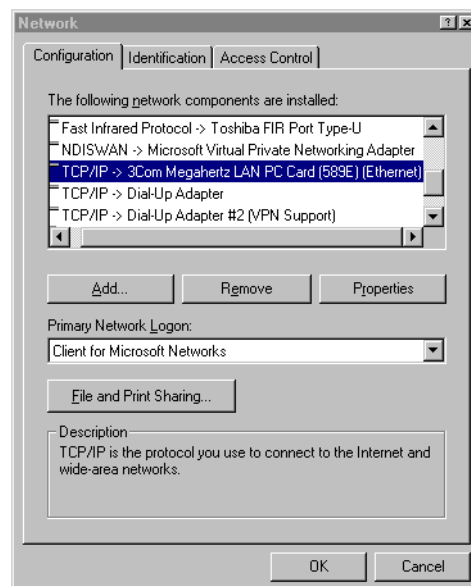 Network
Configuration
Identification
Access Control
The following network components are installed:
Fast Infrared Protocol -> Toshiba FIR Port Type-U
NDISWAN -> Microsoft Virtual Private Networking Adapter
TCP/IP -> 3Com Megahertz LAN PC Card (589E) (Ethernet)
TCP/IP -> Dial-Up Adapter
TCP/IP -> Dial-Up Adapter #2 (VPN Support)
Add...
Remove
Properties
Primary Network Logon:
Client for Microsoft Networks
File and Print Sharing...
Description
TCP/IP is the protocol you use to connect to the Internet and
wide-area networks.
OK
Cancel